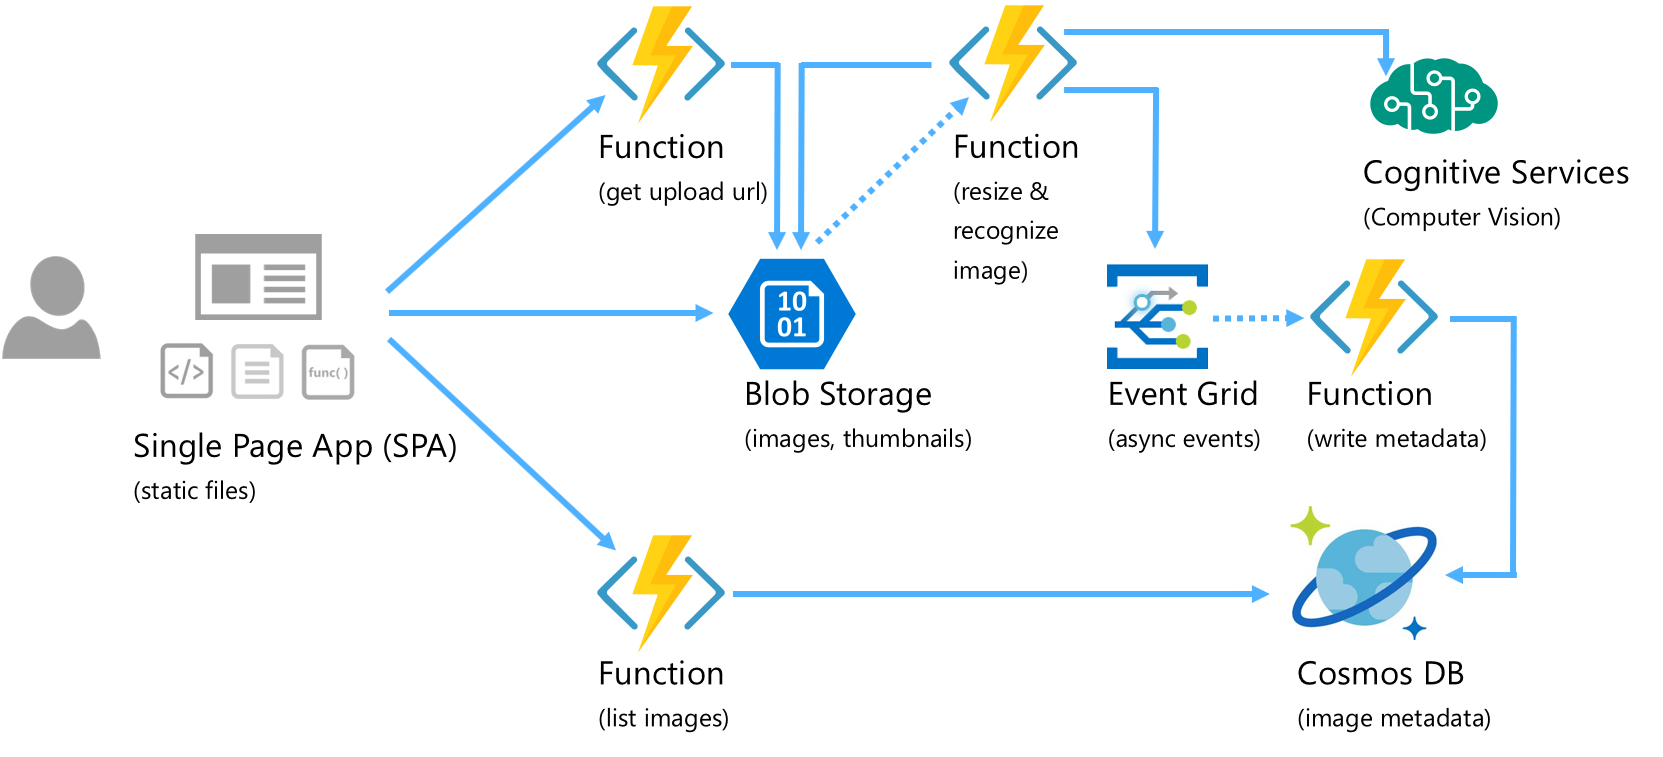 Function
(get upload url)
Function
(resize &
recognize
image)
Cognitive Services
(Computer Vision)
</>
func()
10
01
Single Page App (SPA)
(static files)
Blob Storage
(images, thumbnails)
Event Grid
(async events)
Function
(write metadata)
Function
(list images)
Cosmos DB
(image metadata)